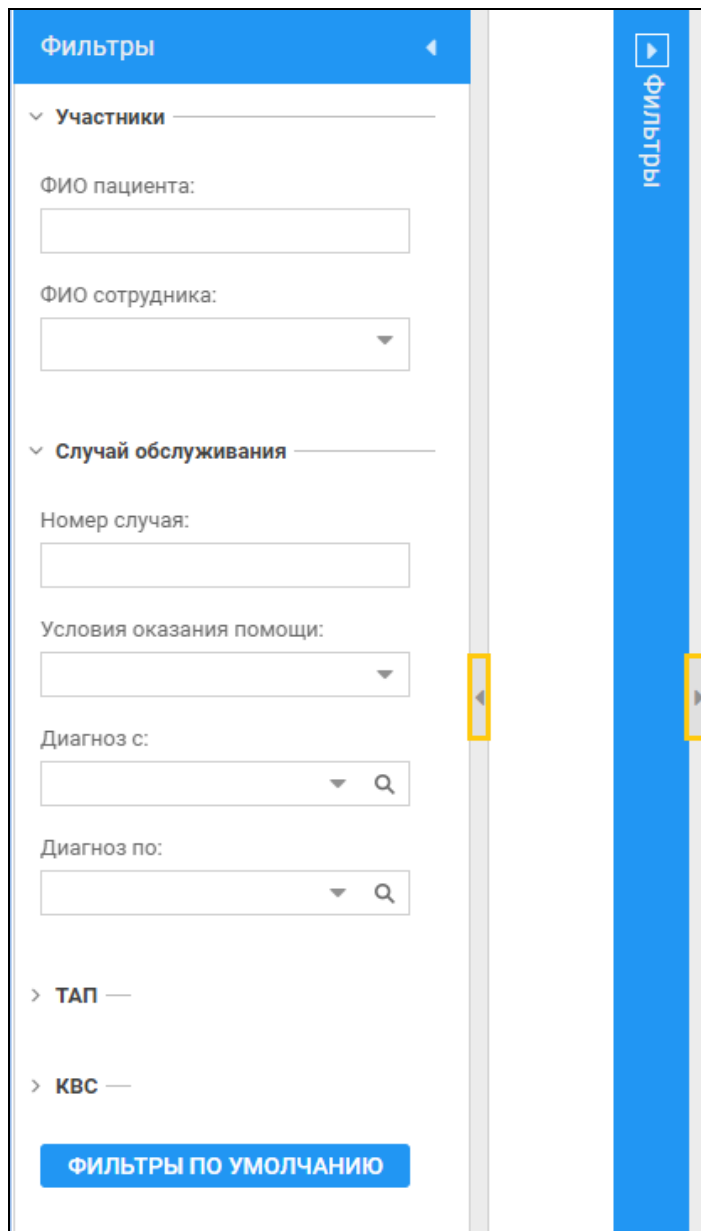 Фильтры
Участники
ФИО пациента:
ФИО сотрудника:
Случай обслуживания
Номер случая:
Условия оказания помощи:
Диагноз с:
Диагноз по:
ТАП
КВС
ФИЛЬТРЫ ПО УМОЛЧАНИЮ
Фильтры